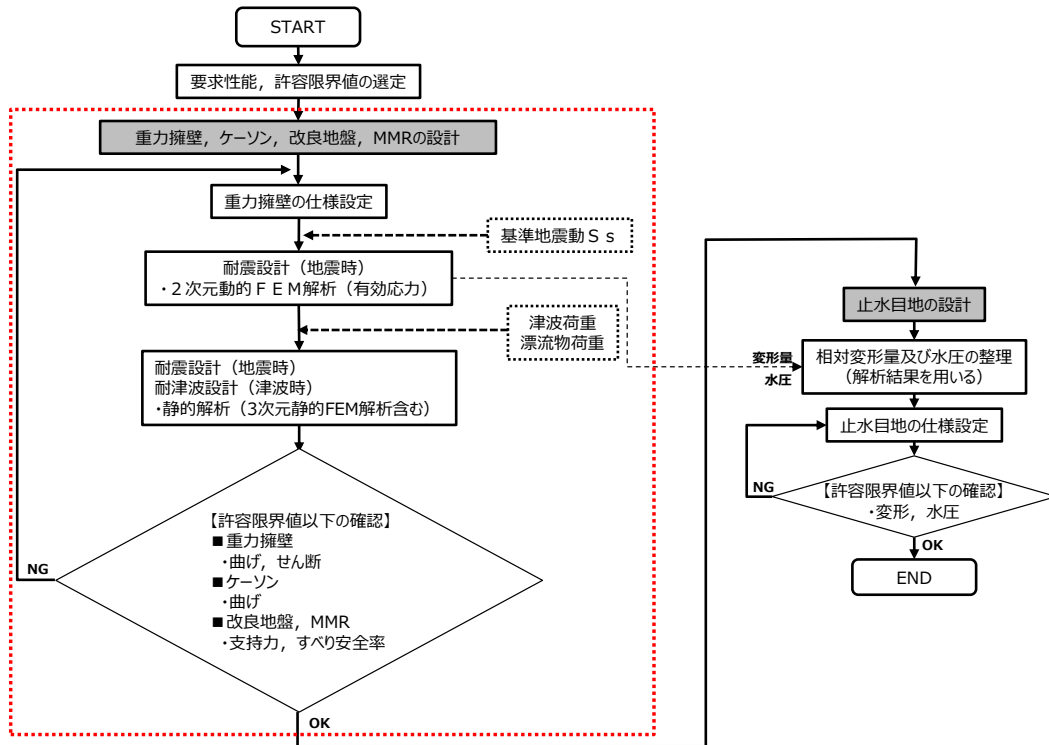 START
要求性能，許容限界値の選定
重力擁壁，ケーソン，改良地盤，MMRの設計
重力擁壁の仕様設定
基準地震動Ｓｓ
耐震設計（地震時）
・２次元動的ＦＥＭ解析（有効応力）
津波荷重
漂流物荷重
耐震設計（地震時）
耐津波設計（津波時）
・静的解析（3次元静的FEM解析含む）
【許容限界値以下の確認】
■重力擁壁
・曲げ，せん断
■ケーソン
・曲げ
■改良地盤，MMR
・支持力，すべり安全率
NG
OK
止水目地の設計
変形量
水圧
相対変形量及び水圧の整理
（解析結果を用いる）
止水目地の仕様設定
NG
【許容限界値以下の確認】
・変形，水圧
OK
END